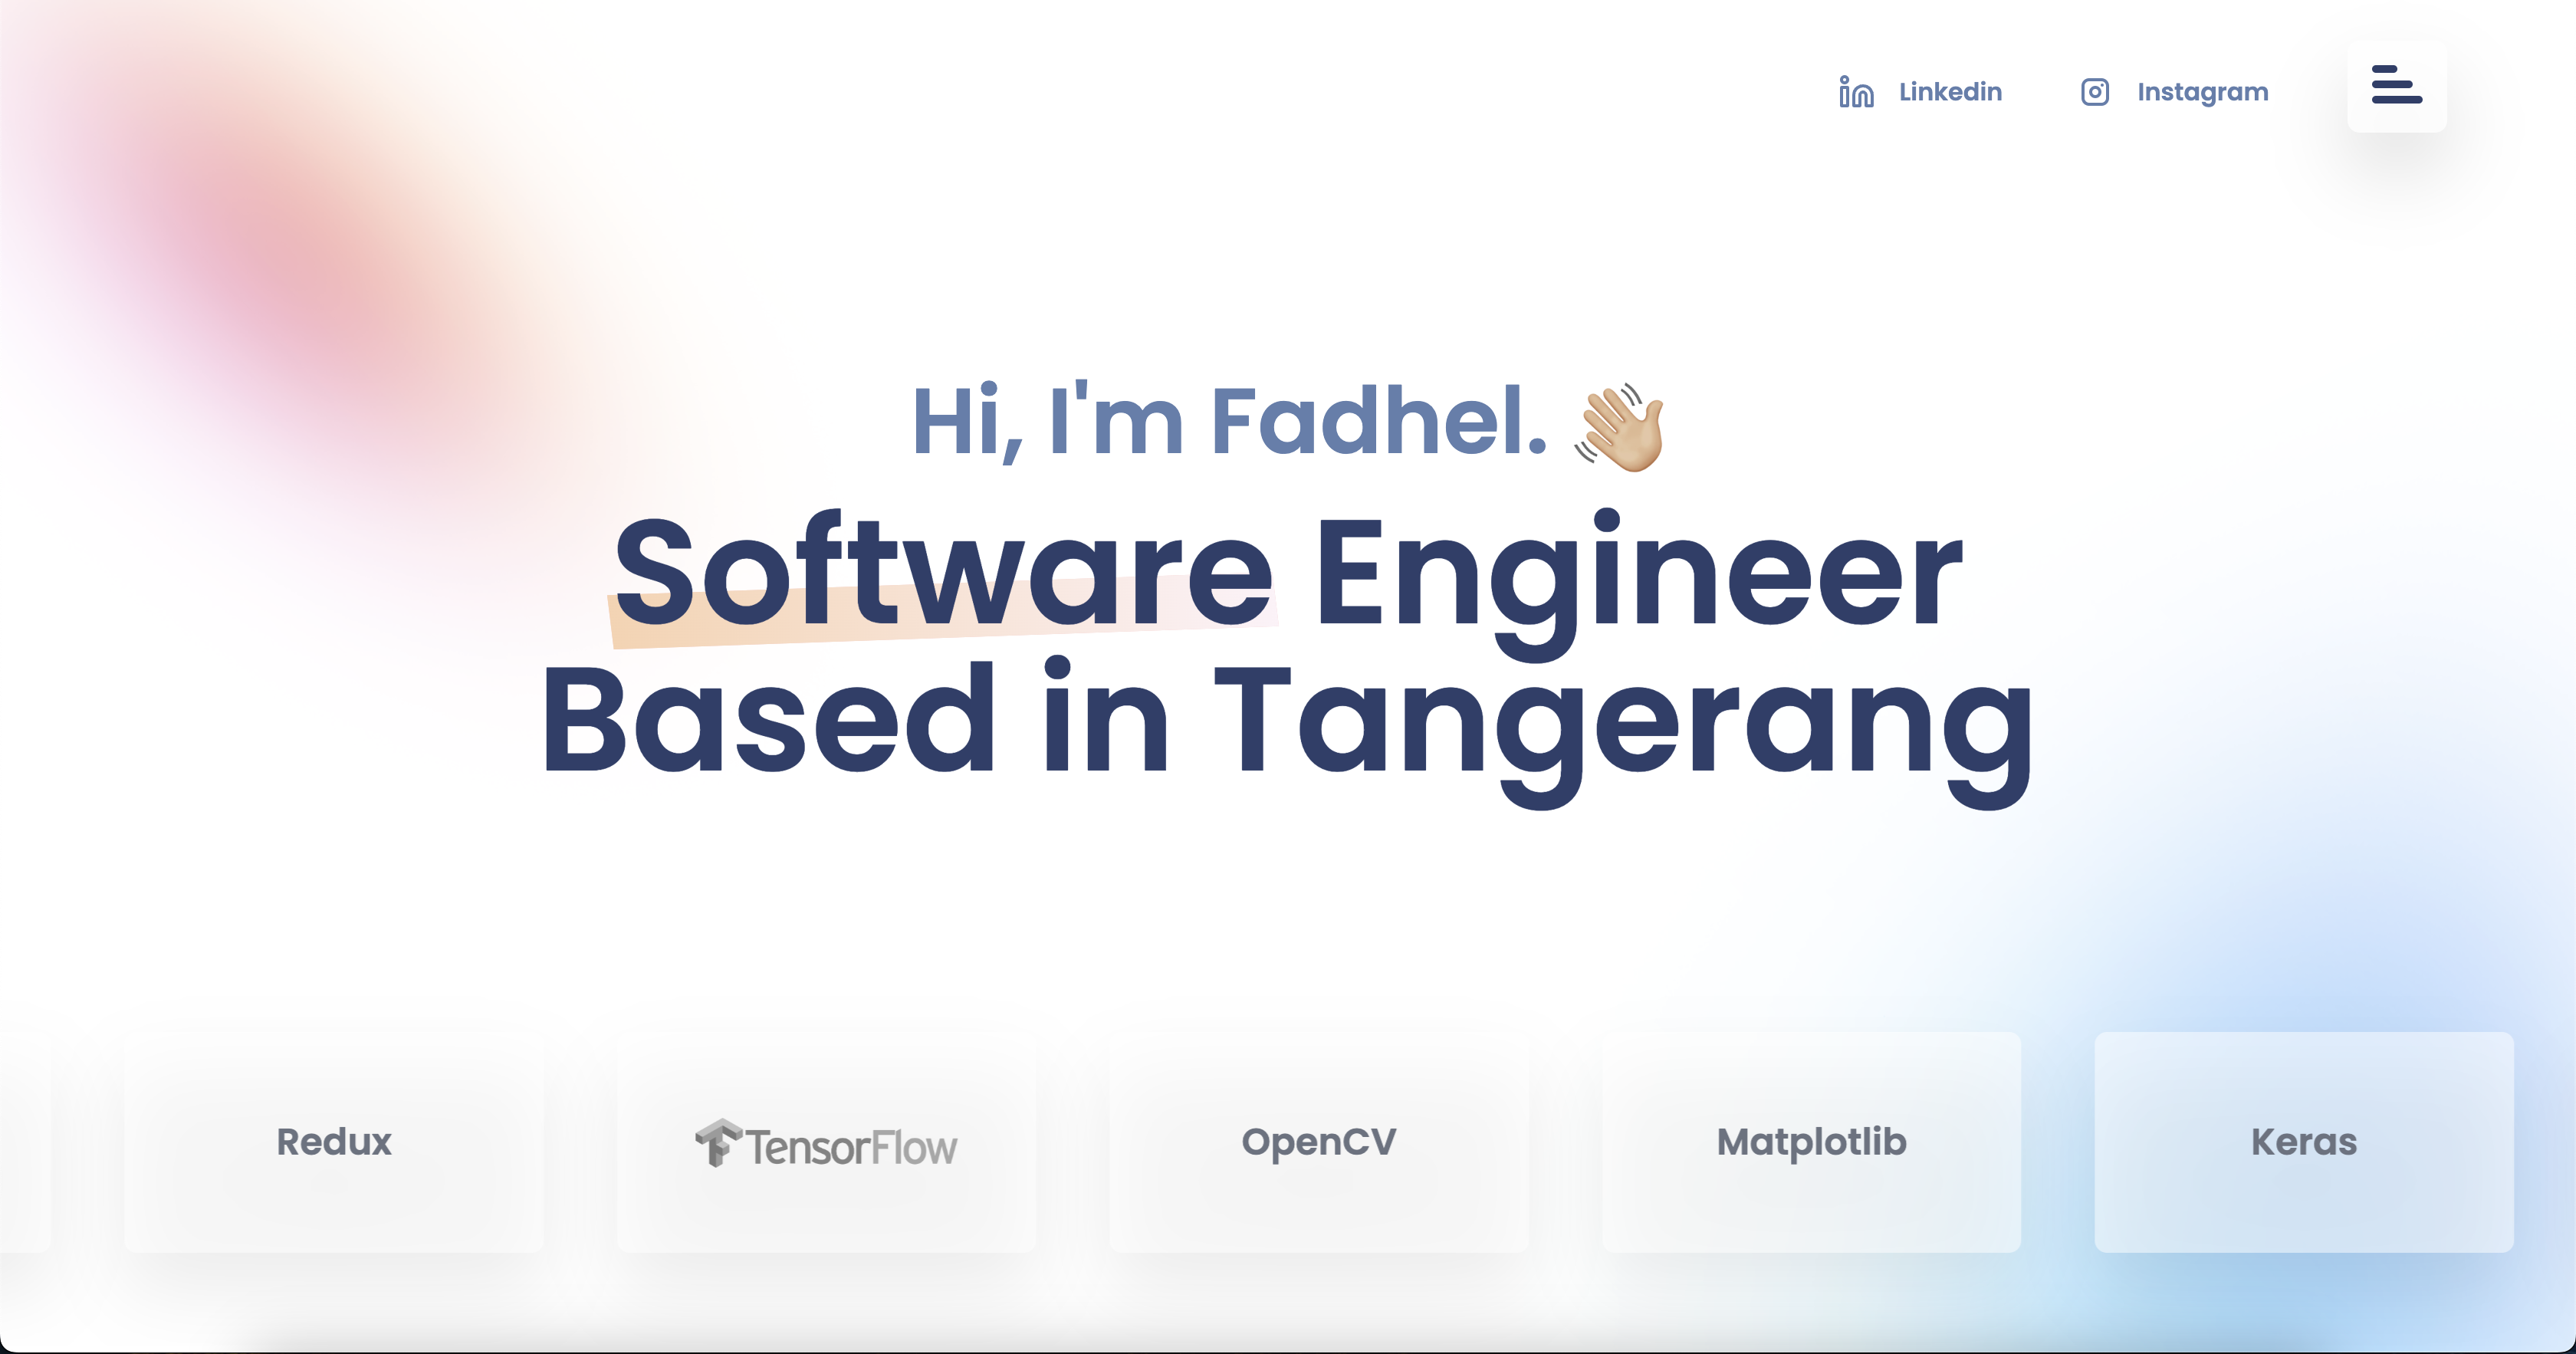 Linkedin
Instagram
Hi, I'm Fadhel. 👋🏼
Software Engineer
Based in Tangerang
Redux
TensorFlow
OpenCV
Matplotlib
Keras